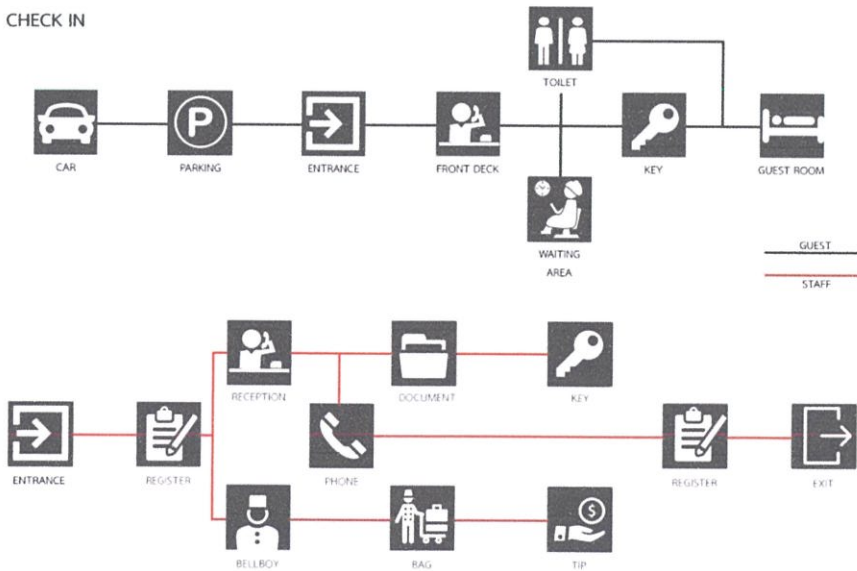 CHECK IN
TOILET
P
CAR
PARKING
ENTRANCE
FRONT DECK
KEY
GUEST ROOM
WAITING
AREA
GUEST
STAFF
RECEPTION
DOCUMENT
KEY
ENTRANCE
REGISTER
PHONE
REGISTER
EXIT
$
BELLBOY
BAG
TIP